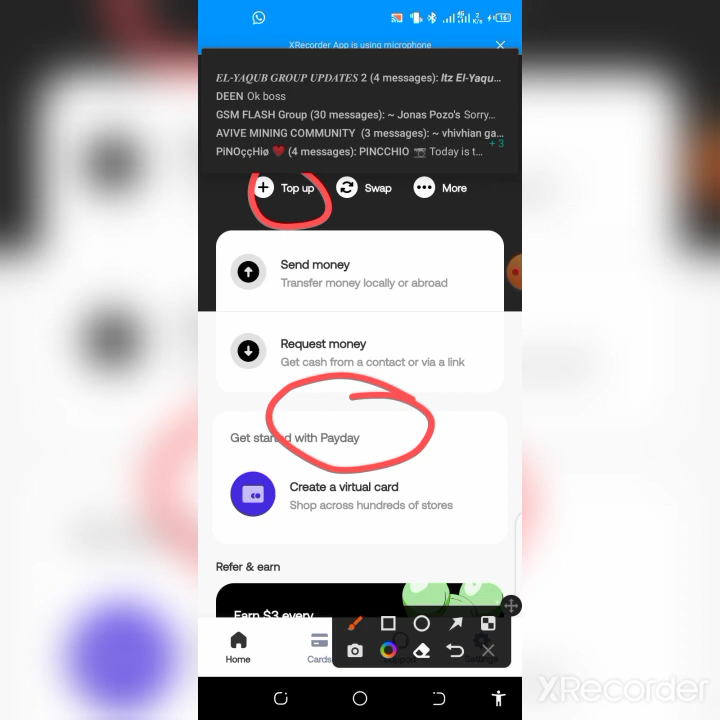 4G
2
K/s
16
XRecorder App is using microphone
EL-YAQUB GROUP UPDATES 2 (4 messages): Itz El-Yaqu...
DEEN Ok boss
GSM FLASH Group (30 messages): ~ Jonas Pozo's Sorry...
AVIVE MINING COMMUNITY (3 messages): ~ vhivhian ga...
PiNOççHiø ❤️ (4 messages): PINCCHIO Today is t...
+ 3
Top up
Swap
More
Send money
Transfer money locally or abroad
Request money
Get cash from a contact or via a link
Get started with Payday
Create a virtual card
Shop across hundreds of stores
Refer & earn
Earn $3 every
Home
Cards
Settings
XRecorder